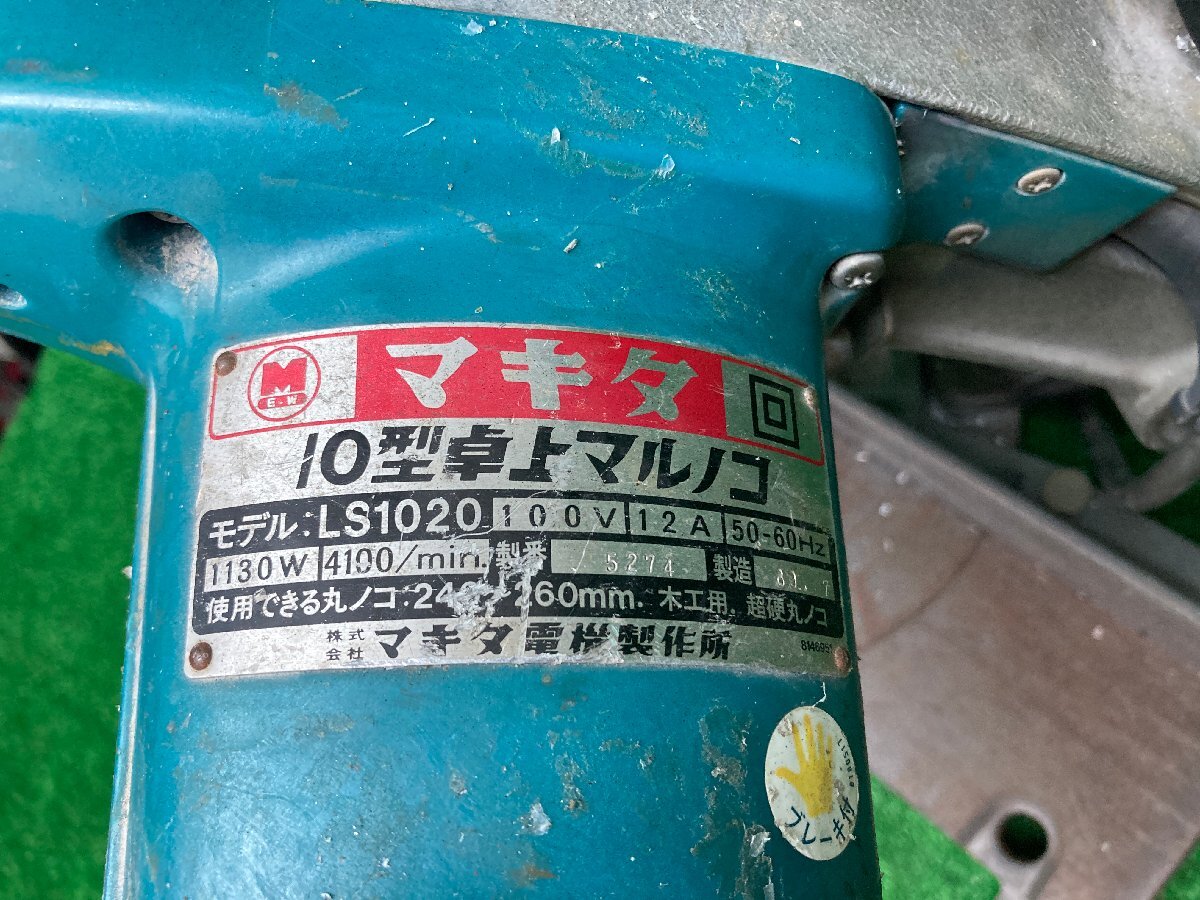 M
E・W
マキタ
10型卓上マルノコ
モデル.LS1020 100V 12A 50-60Hz
1130W 4100/min. 製番 5274 製造
使用できる丸ノコ: 260mm. 木工用. 超硬丸ノコ
株式会社 マキタ電機製作所
8146951
ブレーキ付